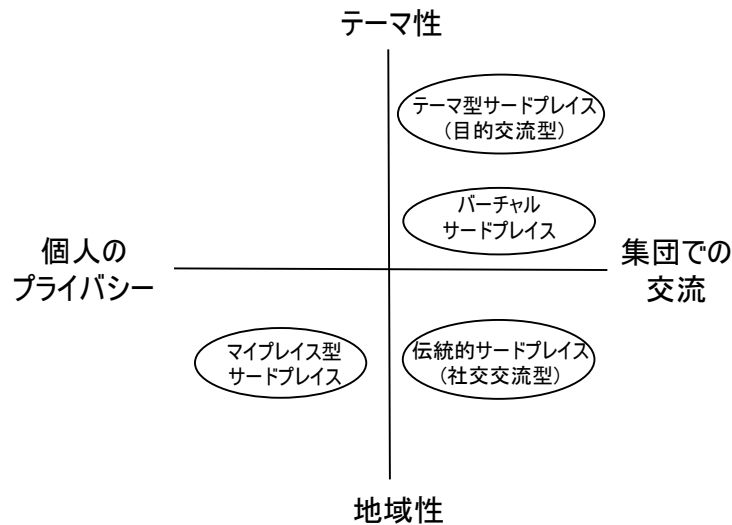 テーマ性
テーマ型サードプレイス
（目的交流型）
バーチャル
サードプレイス
個人の
プライバシー
集団での
交流
マイプレイス型
サードプレイス
伝統的サードプレイス
（社交交流型）
地域性